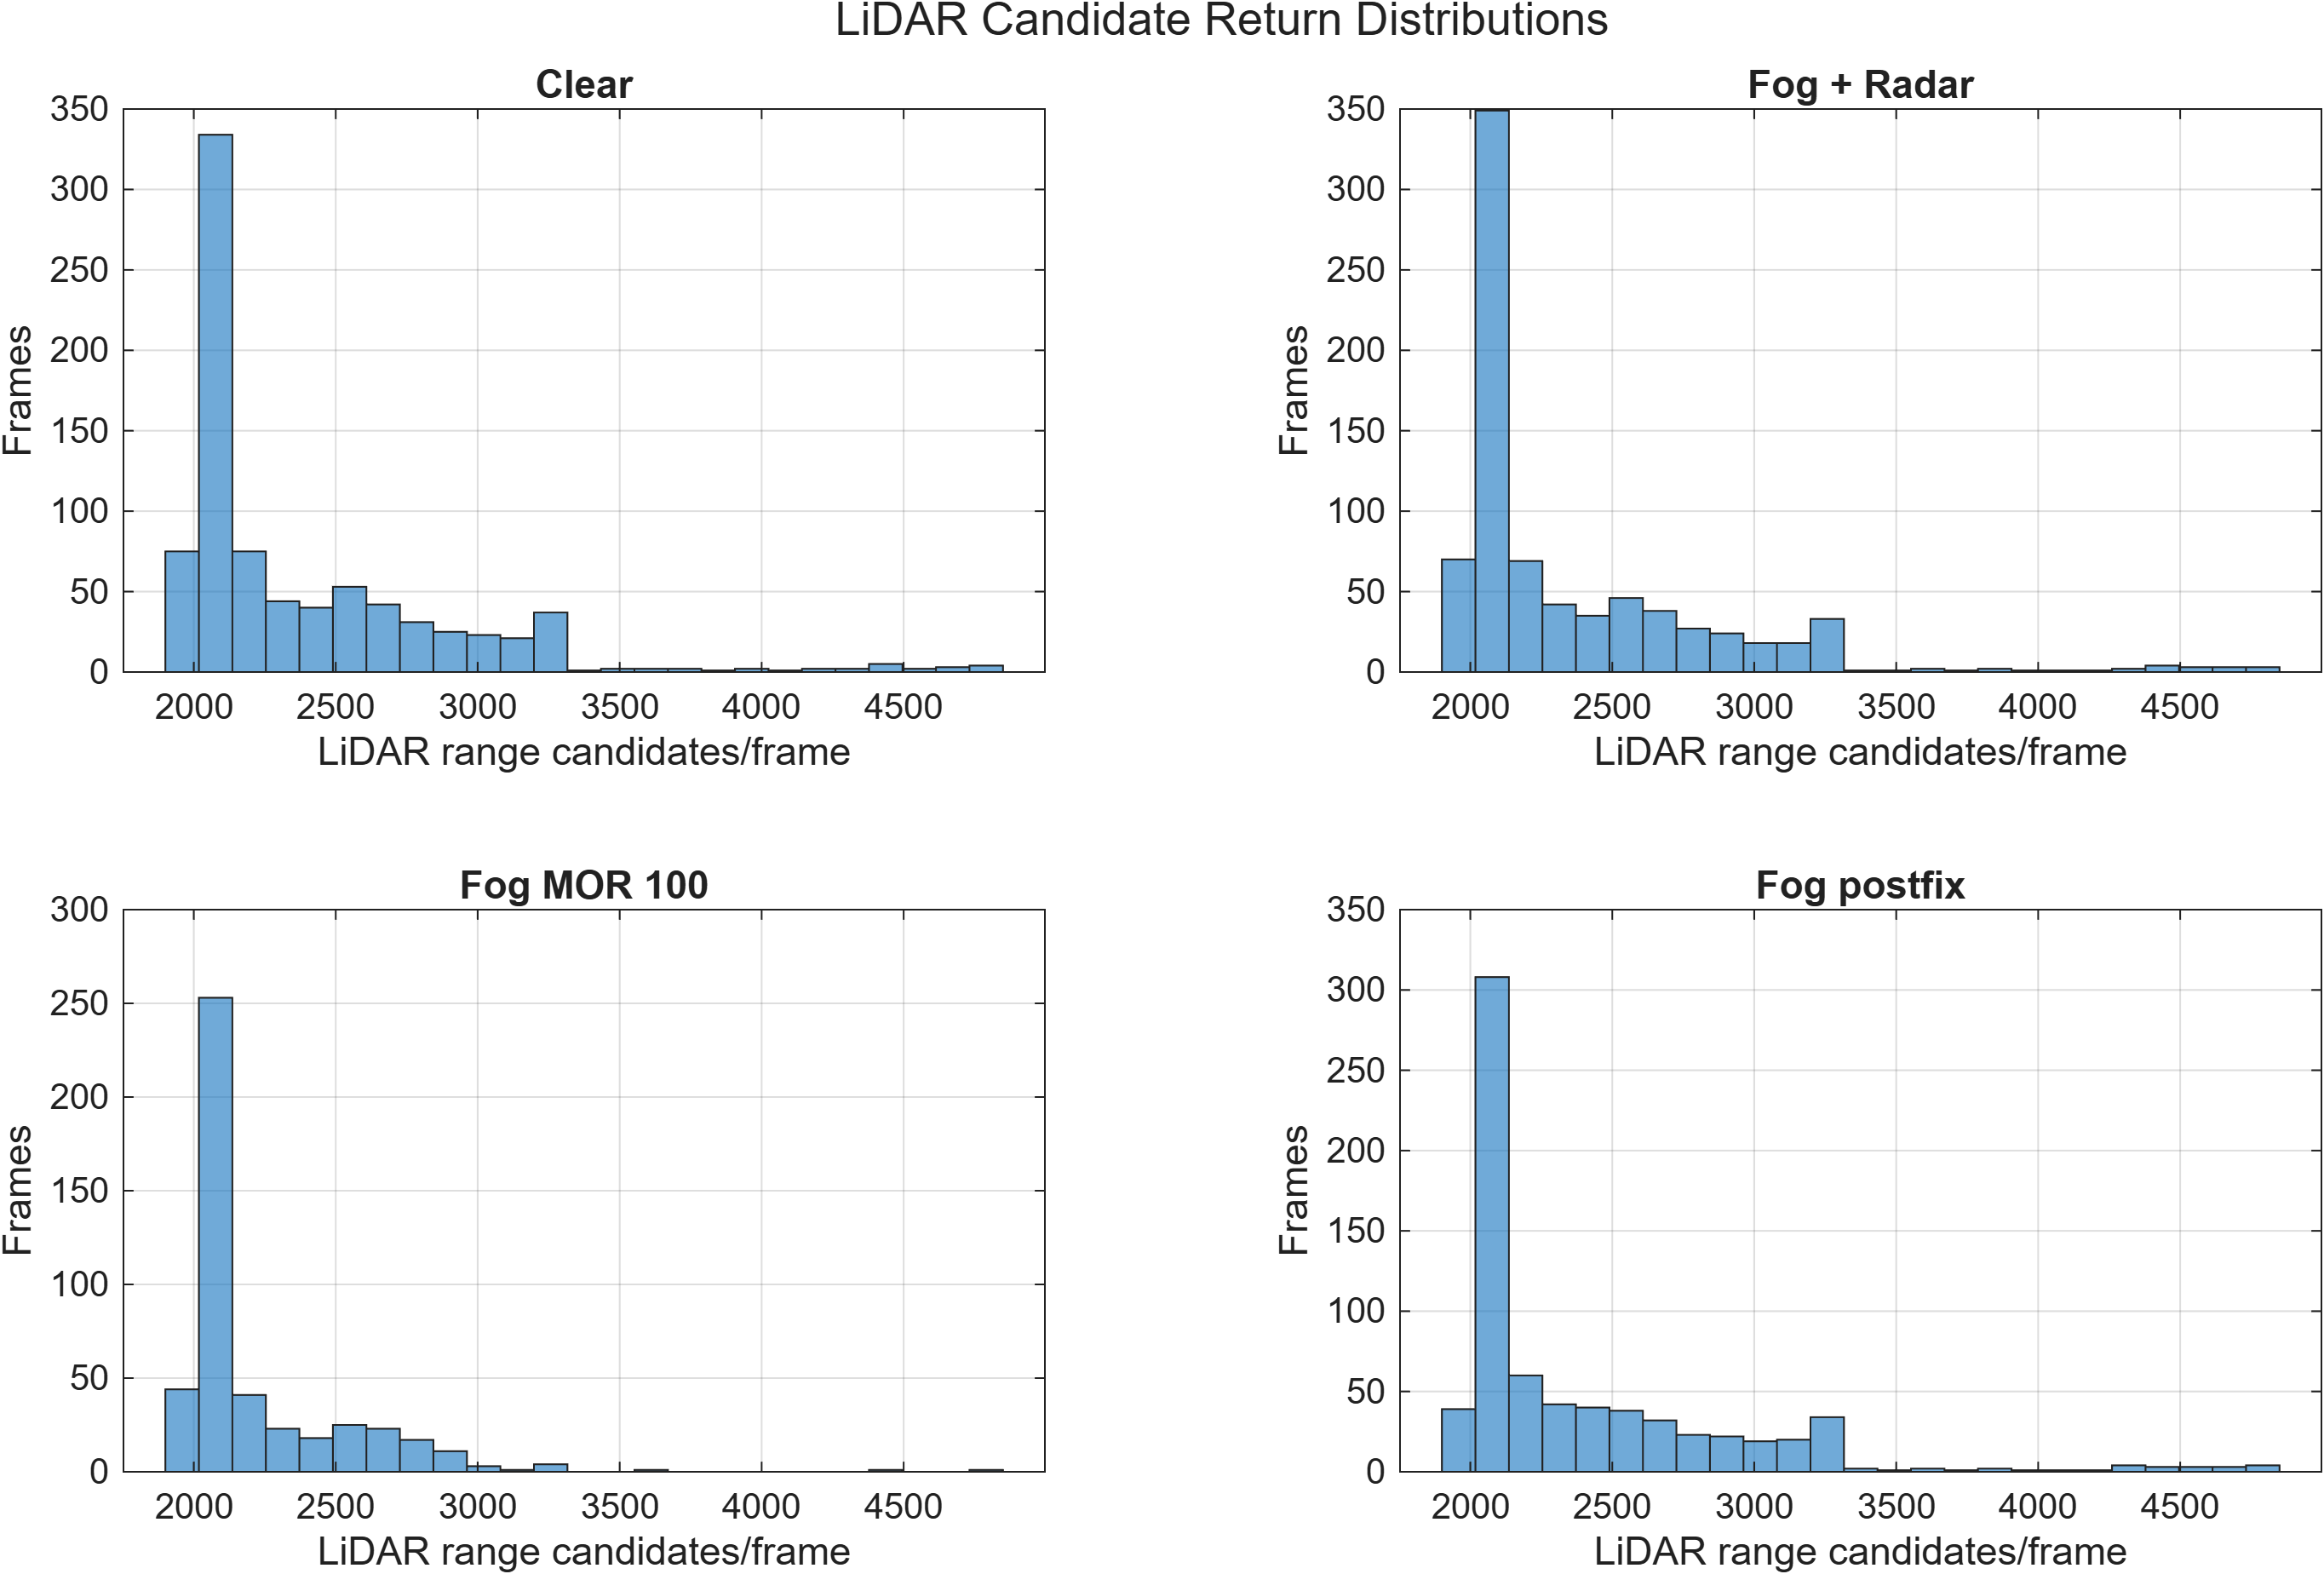 LiDAR Candidate Return Distributions
Clear
350
300
250
200
150
100
50
0
Frames
2000 2500 3000 3500 4000 4500
LiDAR range candidates/frame
Fog + Radar
350
300
250
200
150
100
50
0
Frames
2000 2500 3000 3500 4000 4500
LiDAR range candidates/frame
Fog MOR 100
300
250
200
150
100
50
0
Frames
2000 2500 3000 3500 4000 4500
LiDAR range candidates/frame
Fog postfix
350
300
250
200
150
100
50
0
Frames
2000 2500 3000 3500 4000 4500
LiDAR range candidates/frame